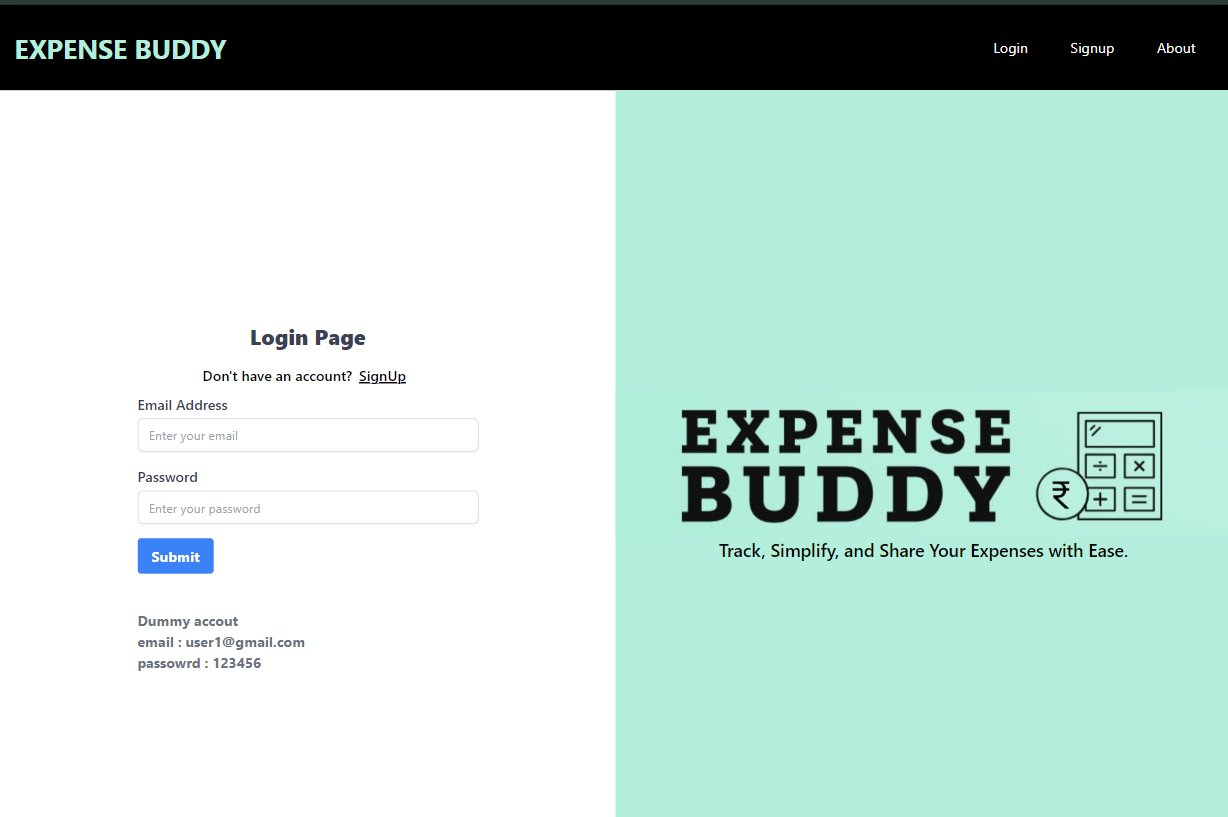 EXPENSE BUDDY
Login
Signup
About
Login Page
Don't have an account? SignUp
Email Address
Enter your email
Password
Enter your password
Submit
Dummy accout
email : user1@gmail.com
passowrd : 123456
EXPENSE
BUDDY
₹
÷ ×
+ =
Track, Simplify, and Share Your Expenses with Ease.